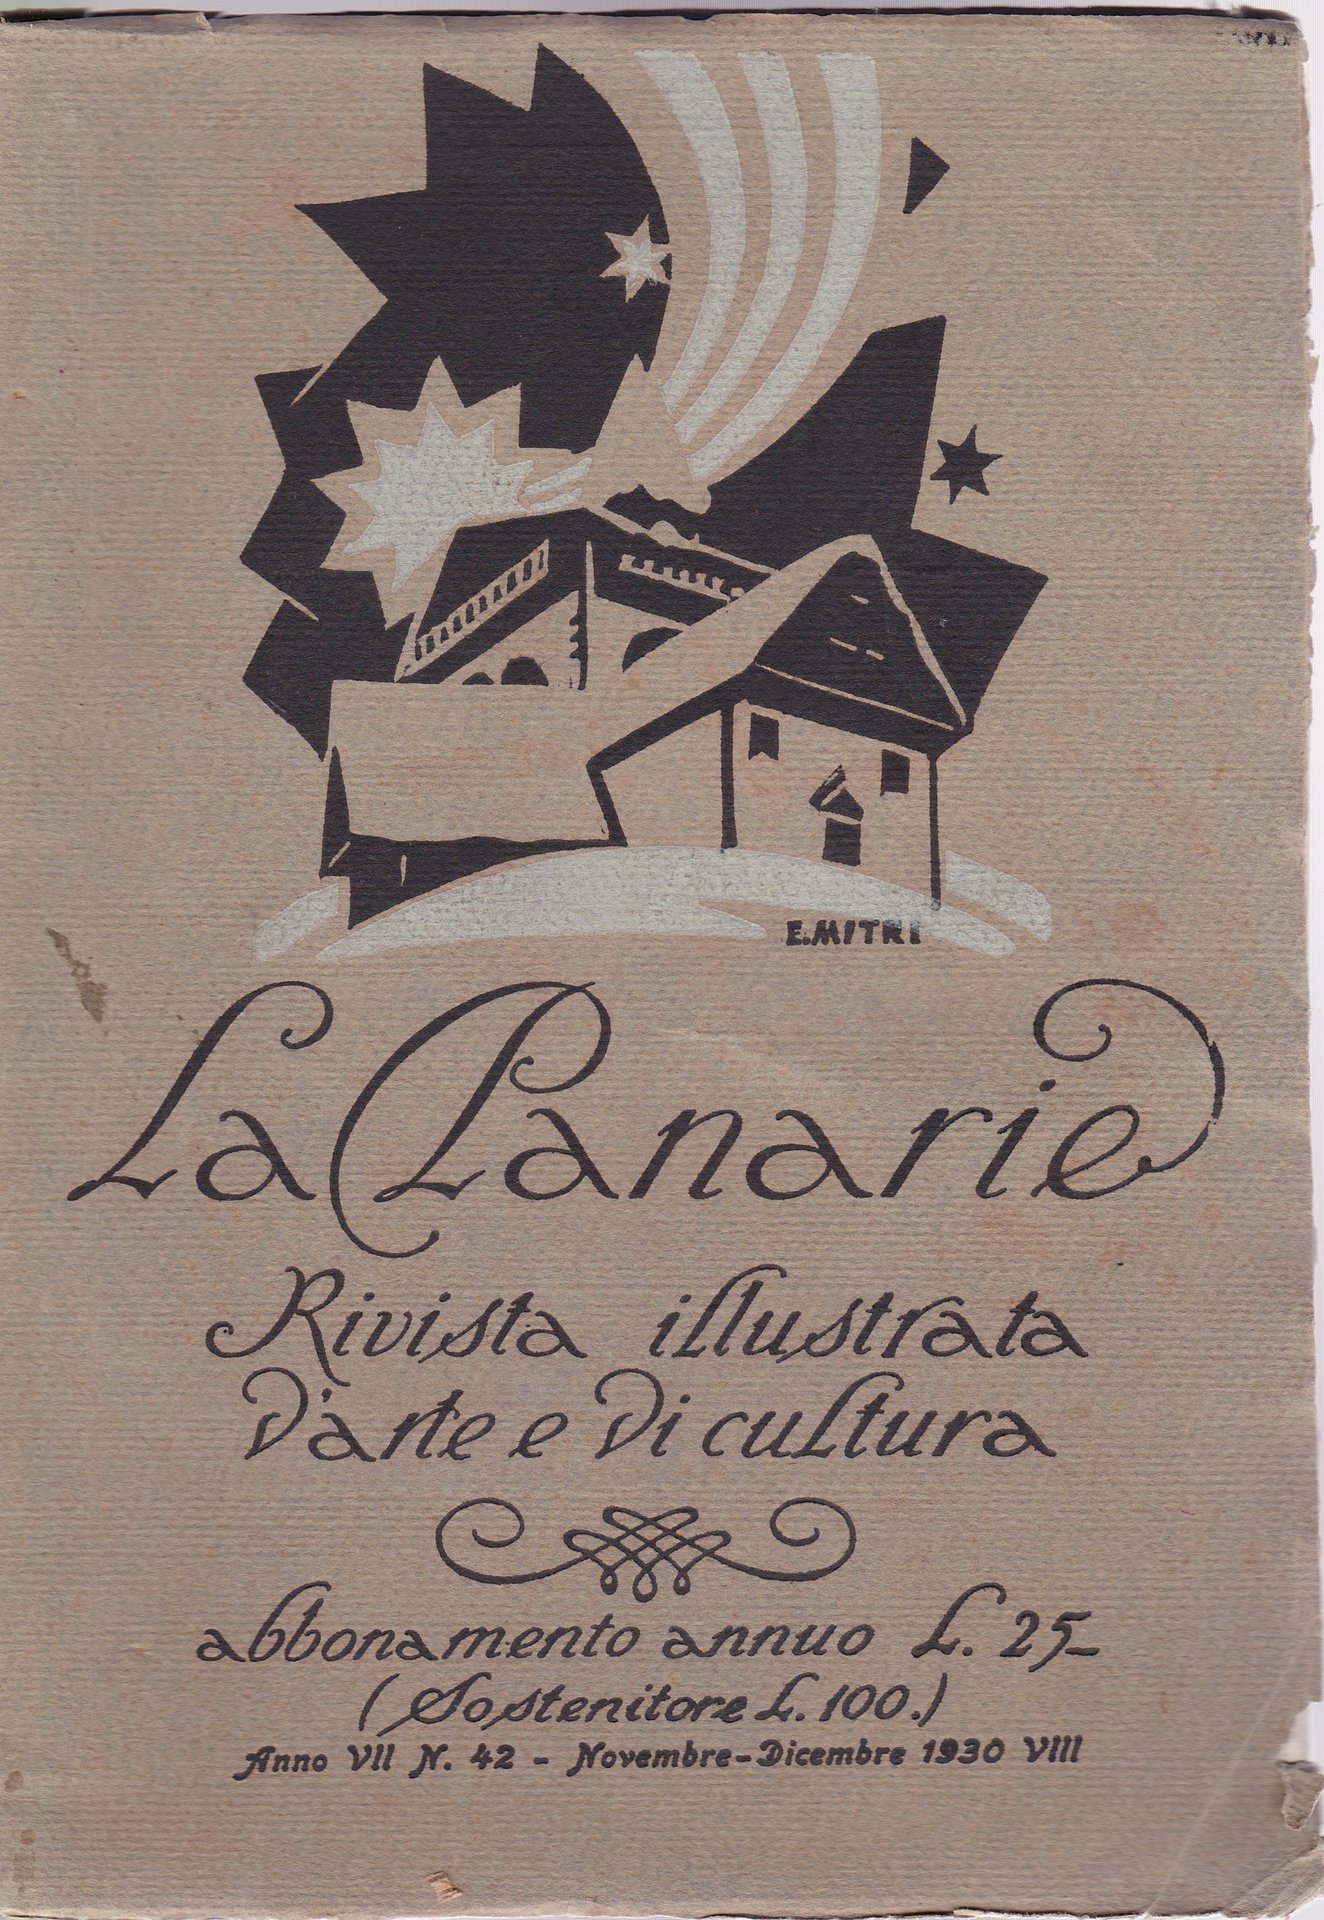 E. MITRI
La Panarie
Rivista illustrata
d'arte e di cultura
abbonamento annuo L. 25_
(Sostenitore L. 100.)
Anno VII N. 42 - Novembre-Dicembre 1930 VIII